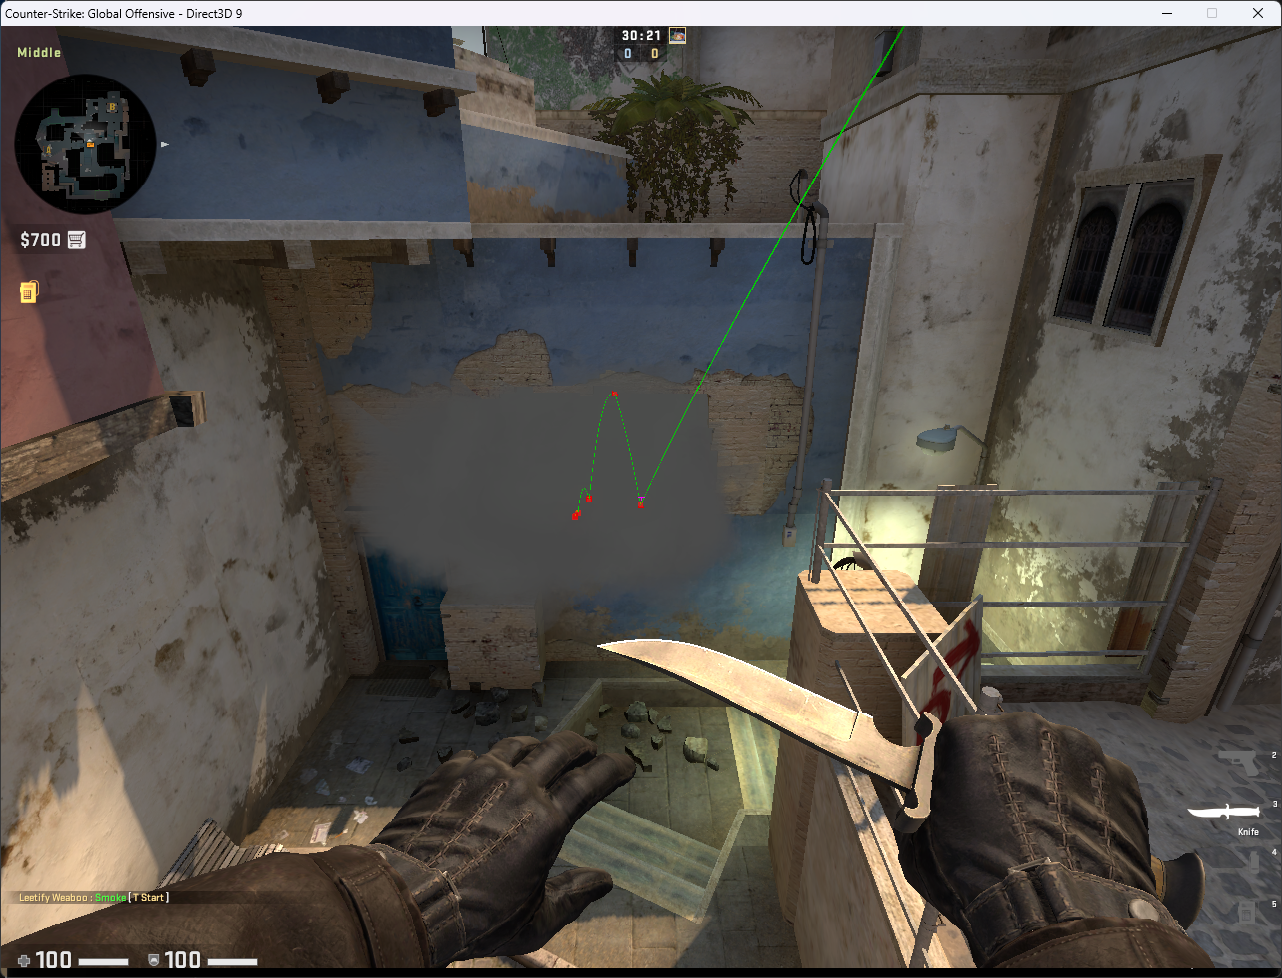 Counter-Strike: Global Offensive - Direct3D 9
Middle
30:21
0 0
B
$700
2
3
Knife
4
5
Leetify Weaboo : Smoke [ T Start ]
100 100